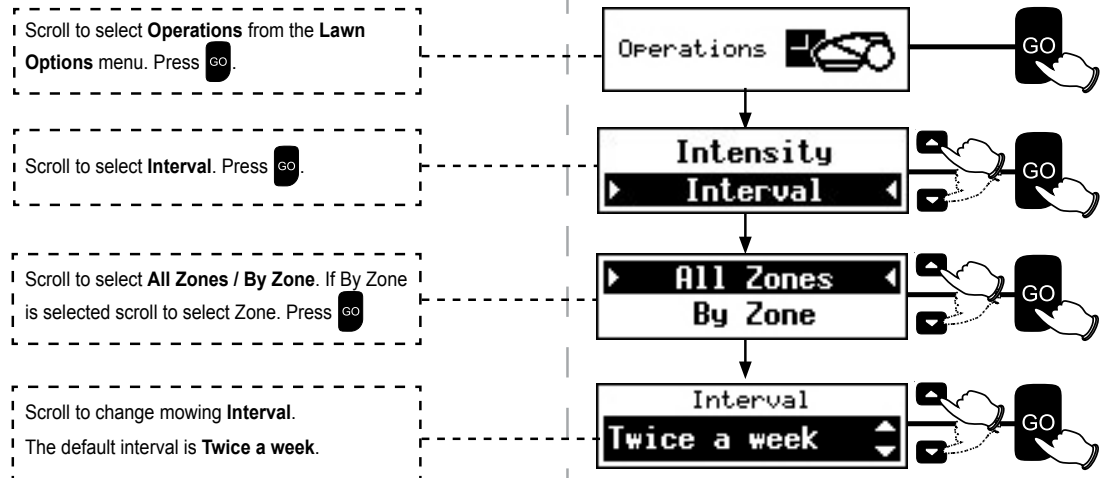 Scroll to select Operations from the Lawn
Options menu. Press GO.
Operations
GO
Scroll to select Interval. Press GO.
Intensity
Interval
GO
Scroll to select All Zones / By Zone. If By Zone
is selected scroll to select Zone. Press GO
All Zones
By Zone
GO
Scroll to change mowing Interval.
The default interval is Twice a week.
Interval
Twice a week
GO